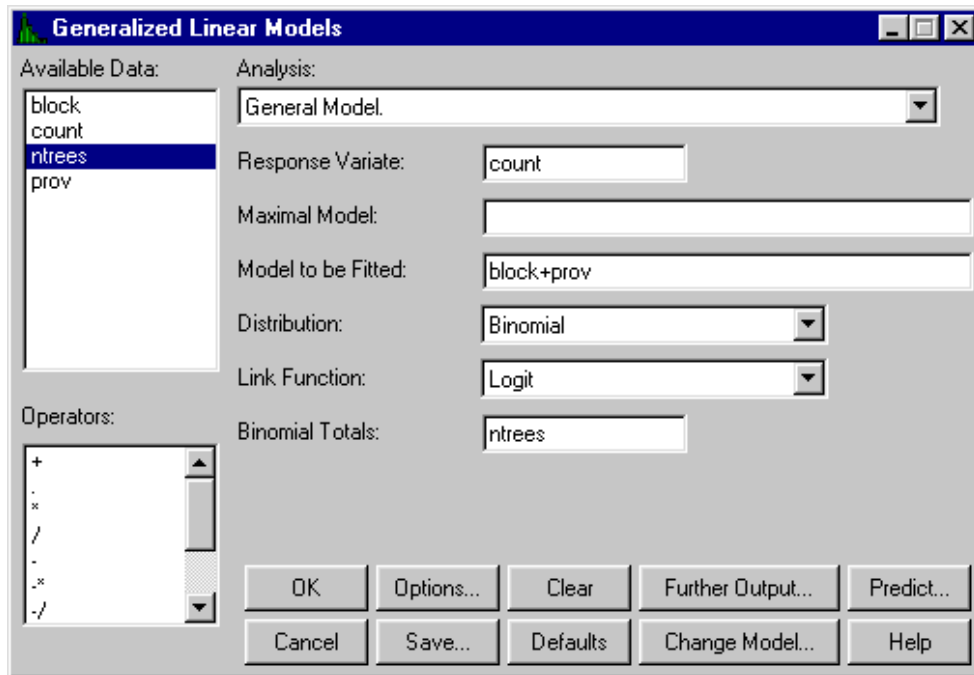 Generalized Linear Models
Available Data:
block
count
ntrees
prov
Analysis:
General Model.
Response Variate: count
Maximal Model:
Model to be Fitted: block+prov
Distribution: Binomial
Link Function: Logit
Binomial Totals: ntrees
Operators:
+
.
*
/
-
-*
-/
OK Options... Clear Further Output... Predict...
Cancel Save... Defaults Change Model... Help